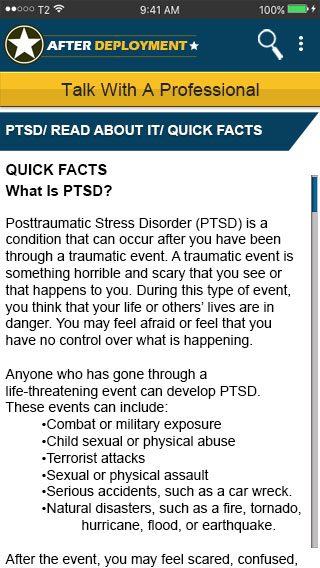 T2 9:41 AM 100%
AFTER DEPLOYMENT
Talk With A Professional
PTSD/ READ ABOUT IT/ QUICK FACTS
QUICK FACTS
What Is PTSD?
Posttraumatic Stress Disorder (PTSD) is a
condition that can occur after you have been
through a traumatic event. A traumatic event is
something horrible and scary that you see or
that happens to you. During this type of event,
you think that your life or others' lives are in
danger. You may feel afraid or feel that you
have no control over what is happening.
Anyone who has gone through a
life-threatening event can develop PTSD.
These events can include:
•Combat or military exposure
•Child sexual or physical abuse
•Terrorist attacks
•Sexual or physical assault
•Serious accidents, such as a car wreck.
•Natural disasters, such as a fire, tornado,
hurricane, flood, or earthquake.
After the event, you may feel scared, confused,